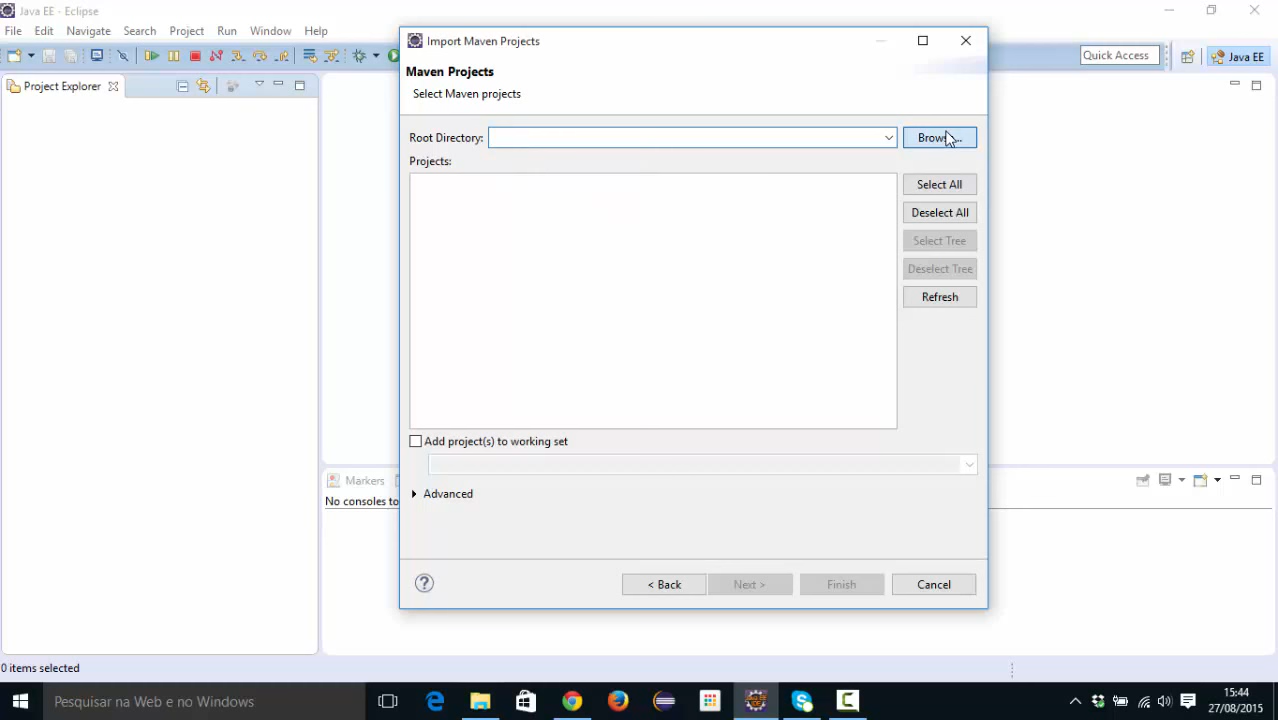 Java EE - Eclipse
File Edit Navigate Search Project Run Window Help
Import Maven Projects
Maven Projects
Select Maven projects
Quick Access
Java EE
Project Explorer
Root Directory:
Projects:
Select All
Deselect All
Select Tree
Deselect Tree
Refresh
Add project(s) to working set
Advanced
Markers
No consoles to
< Back Next > Finish Cancel
0 items selected
Pesquisar na Web e no Windows
15:44
27/08/2015